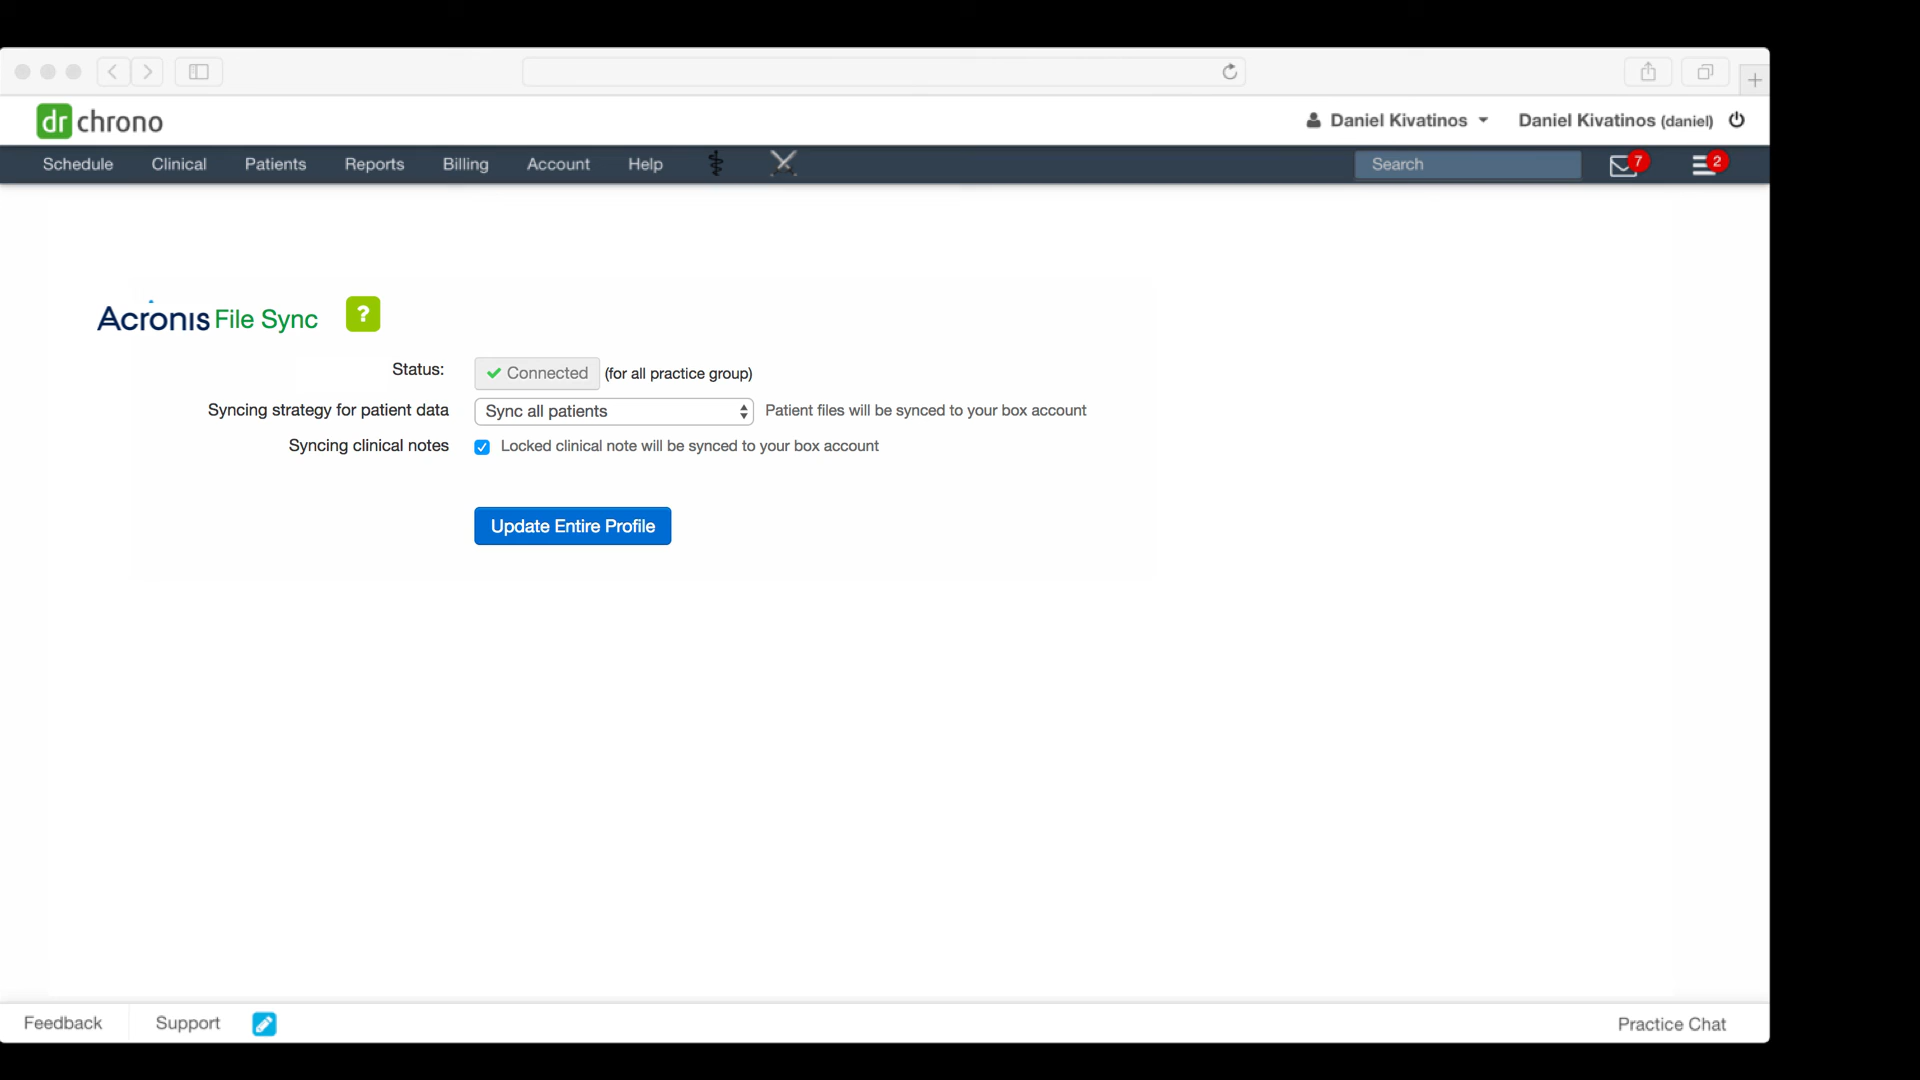 dr chrono
Daniel Kivatinos
Daniel Kivatinos (daniel)
Schedule Clinical Patients Reports Billing Account Help
Search
7
2
Acronis File Sync ?
Status: Connected (for all practice group)
Syncing strategy for patient data Sync all patients Patient files will be synced to your box account
Syncing clinical notes Locked clinical note will be synced to your box account
Update Entire Profile
Feedback Support Practice Chat